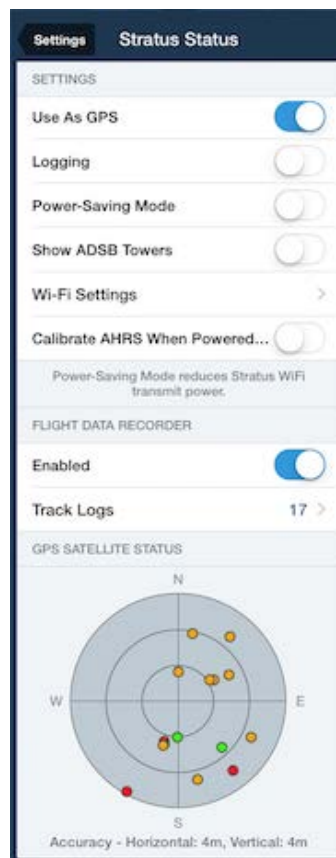 Settings Stratus Status
SETTINGS
Use As GPS
Logging
Power-Saving Mode
Show ADSB Towers
Wi-Fi Settings
Calibrate AHRS When Powered...
Power-Saving Mode reduces Stratus WiFi
transmit power.
FLIGHT DATA RECORDER
Enabled
Track Logs 17
GPS SATELLITE STATUS
N
W E
S
Accuracy - Horizontal: 4m, Vertical: 4m